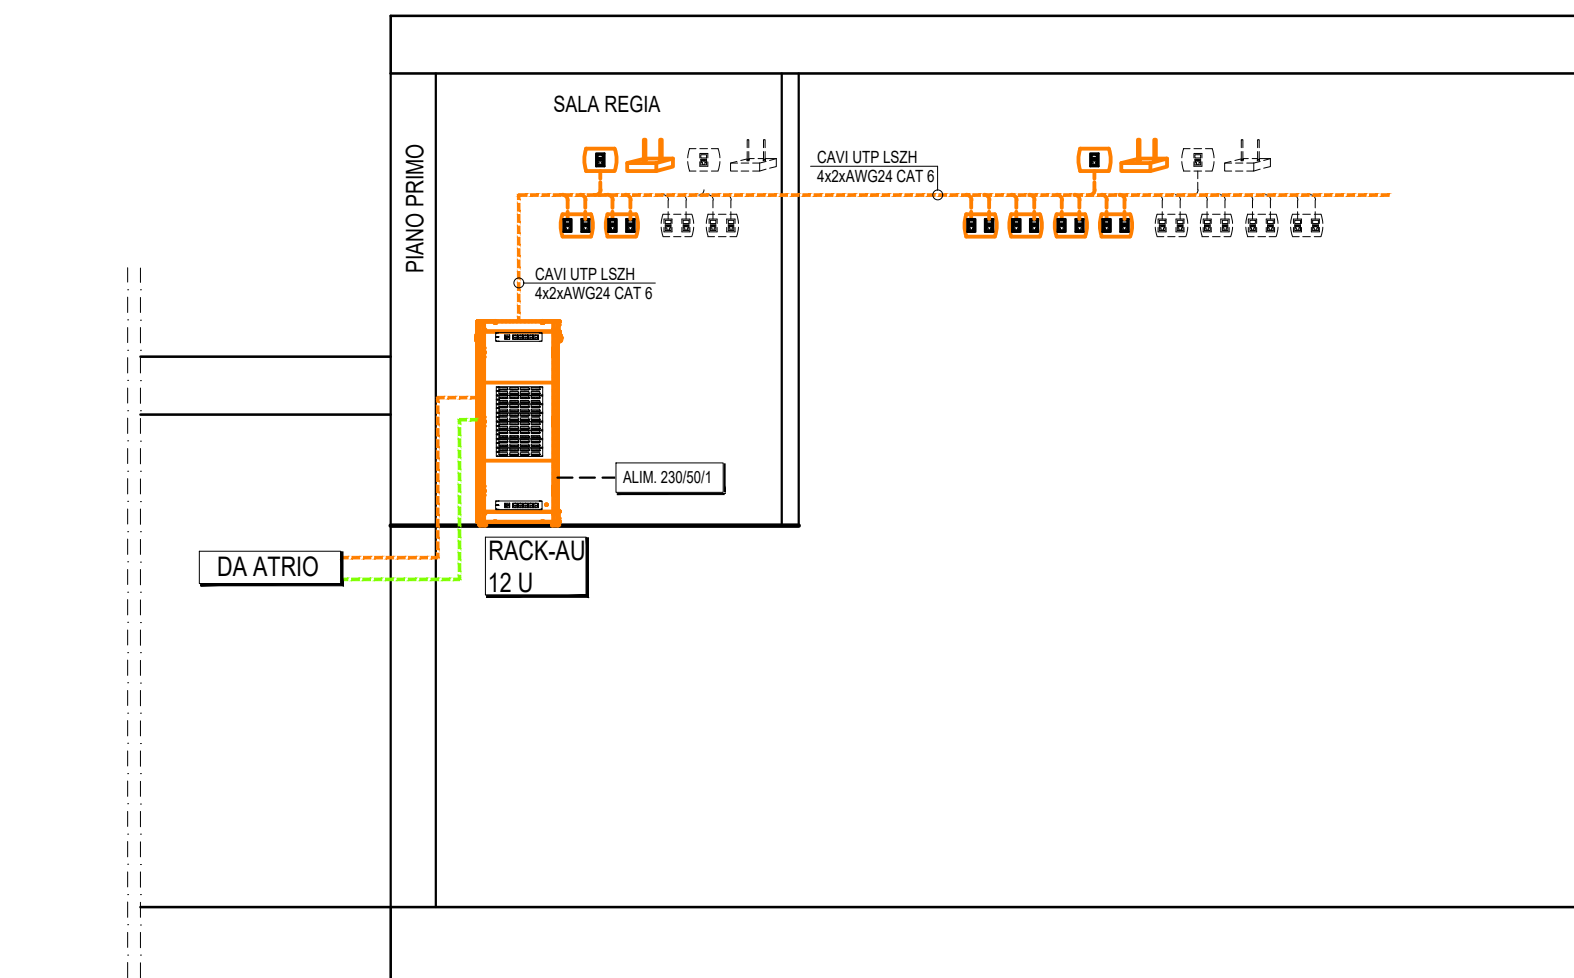 SALA REGIA
PIANO PRIMO
CAVI UTP LSZH
4x2xAWG24 CAT 6
CAVI UTP LSZH
4x2xAWG24 CAT 6
ALIM. 230/50/1
DA ATRIO
RACK-AU
12 U